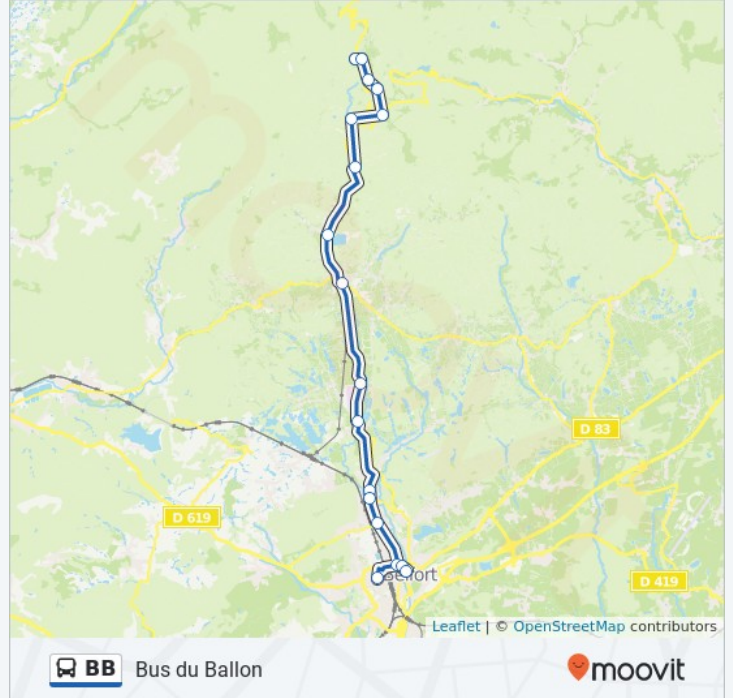 D 83
D 619
Belfort
D 419
Leaflet | © OpenStreetMap contributors
BB Bus du Ballon
moovit